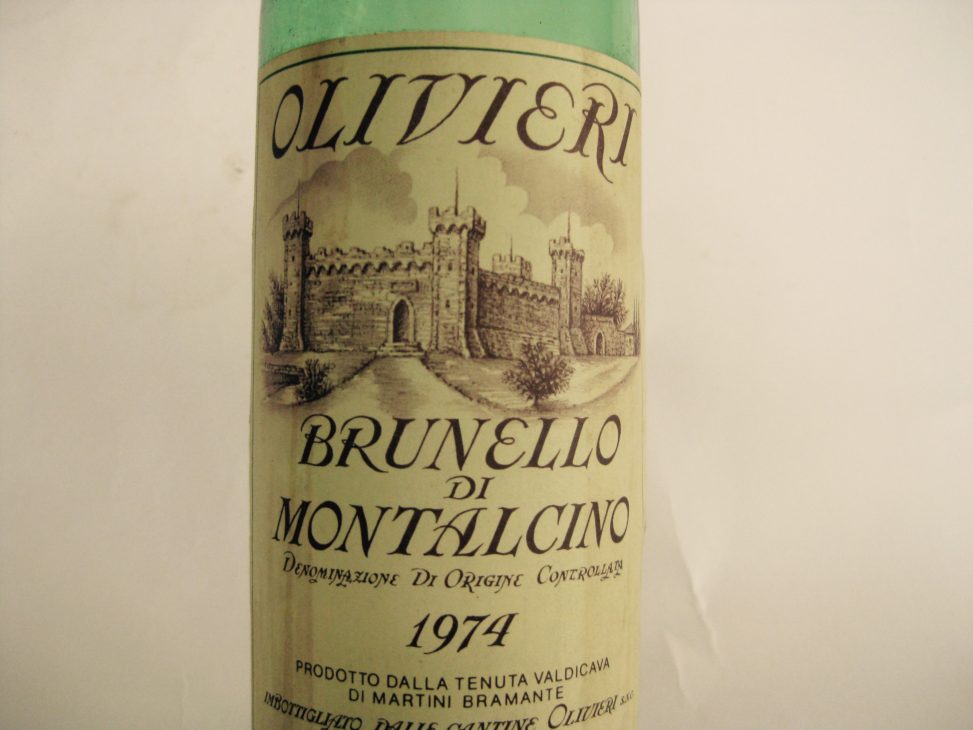 OLIVIERI
BRUNELLO
DI
MONTALCINO
DENOMINAZIONE DI ORIGINE CONTROLLATA
1974
PRODOTTO DALLA TENUTA VALDICAVA
DI MARTINI BRAMANTE
IMBOTTIGLIATO DALLE CANTINE OLIVIERI s.n.c.